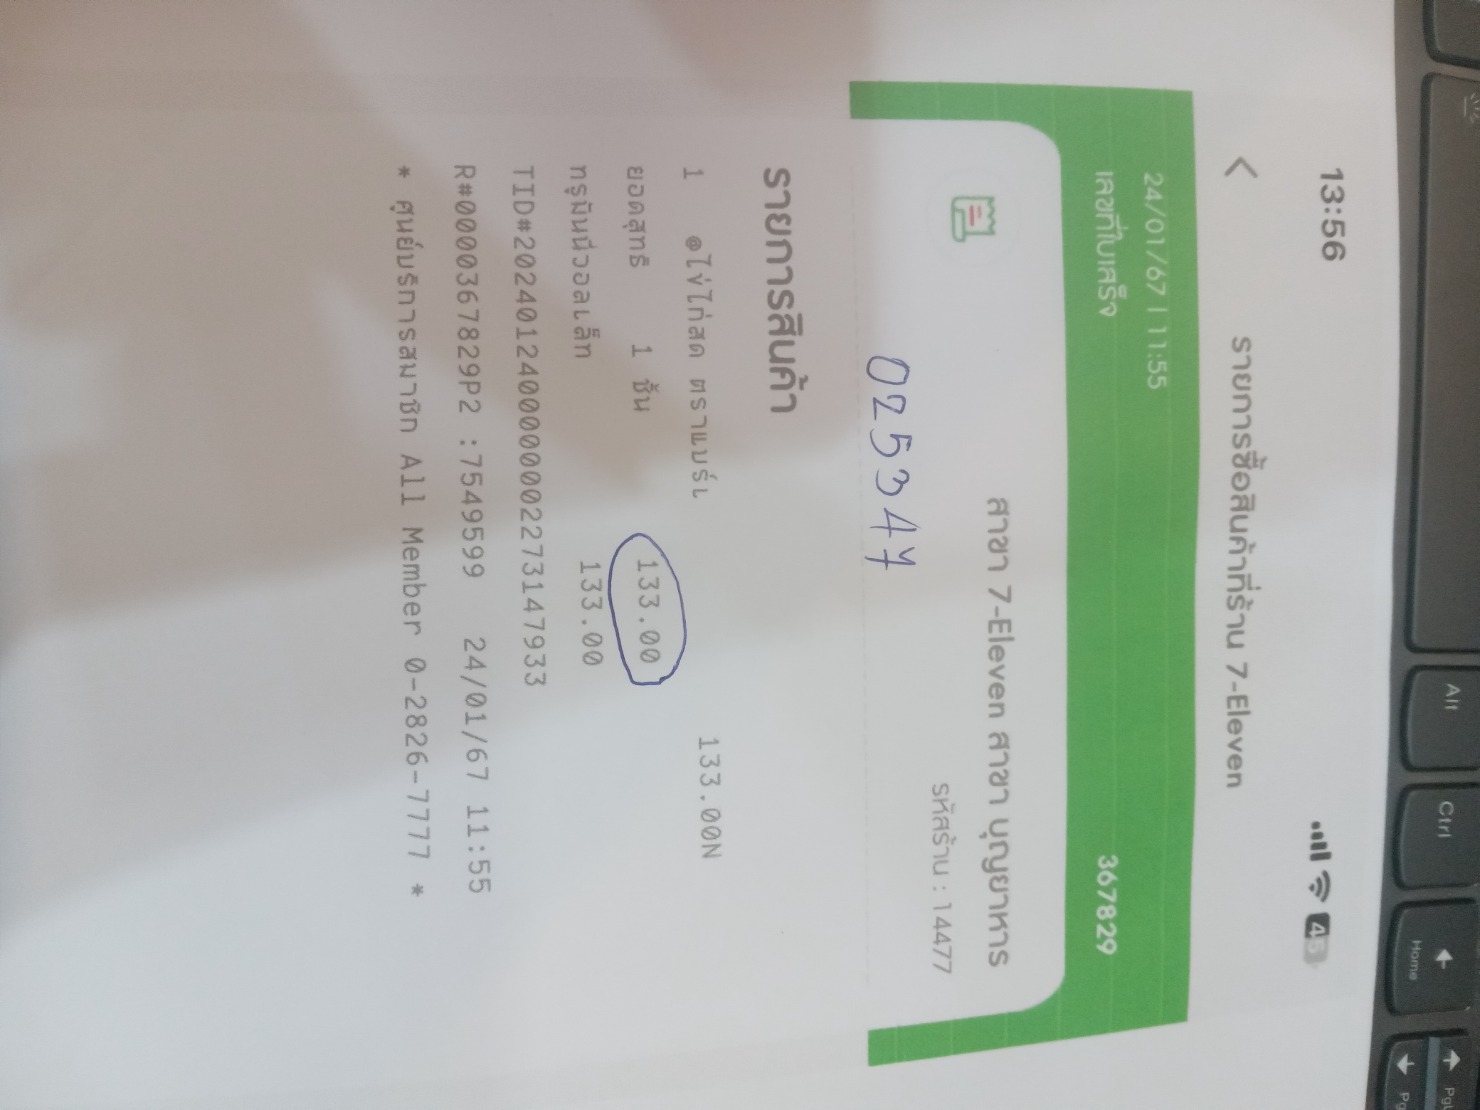 13:56
45
รายการซื้อสินค้าที่ร้าน 7-Eleven
24/01/67 | 11:55
เลขที่ใบเสร็จ 367829
สาขา 7-Eleven สาขา บุญยาหาร
รหัสร้าน : 14477
025347
รายการสินค้า
1 @ไข่ไก่สด ตราแบร์เ 133.00N
ยอดสุทธิ 1 ชิ้น 133.00
ทรูมันนี่วอลเล็ท 133.00
TID#2024012400000002273147933
R#0000367829P2 :7549599 24/01/67 11:55
* ศูนย์บริการสมาชิก All Member 0-2826-7777 *
Alt
Ctrl
Home